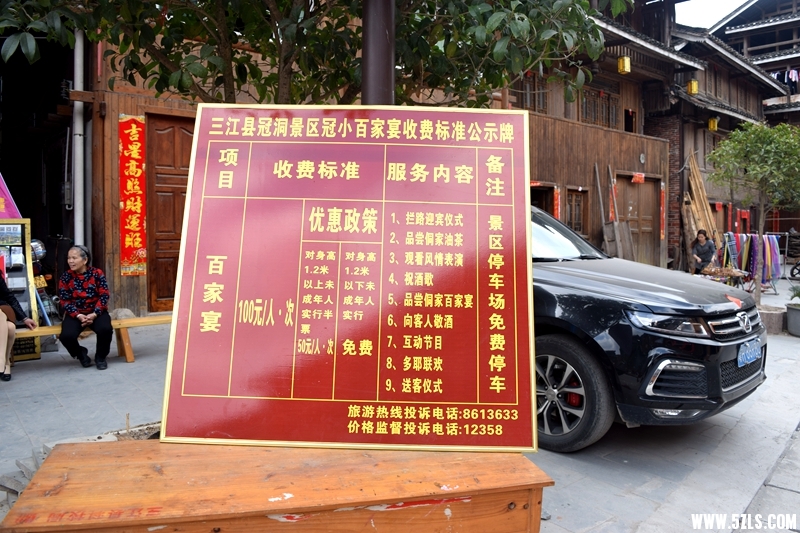 三江县冠洞景区冠小百家宴收费标准公示牌
项目
收费标准
服务内容
备注
百家宴
100元/人·次
优惠政策
对身高
1.2米
以上未
成年人
实行半
票
50元/人·次
对身高
1.2米
以下未
成年人
实行
免费
1、拦路迎宾仪式
2、品尝侗家油茶
3、观看风情表演
4、祝酒歌
5、品尝侗家百家宴
6、向客人敬酒
7、互动节目
8、多耶联欢
9、送客仪式
景区停车场免费停车
旅游热线投诉电话:8613633
价格监督投诉电话:12358
吉星高照财源旺
WWW.5ZLS.COM